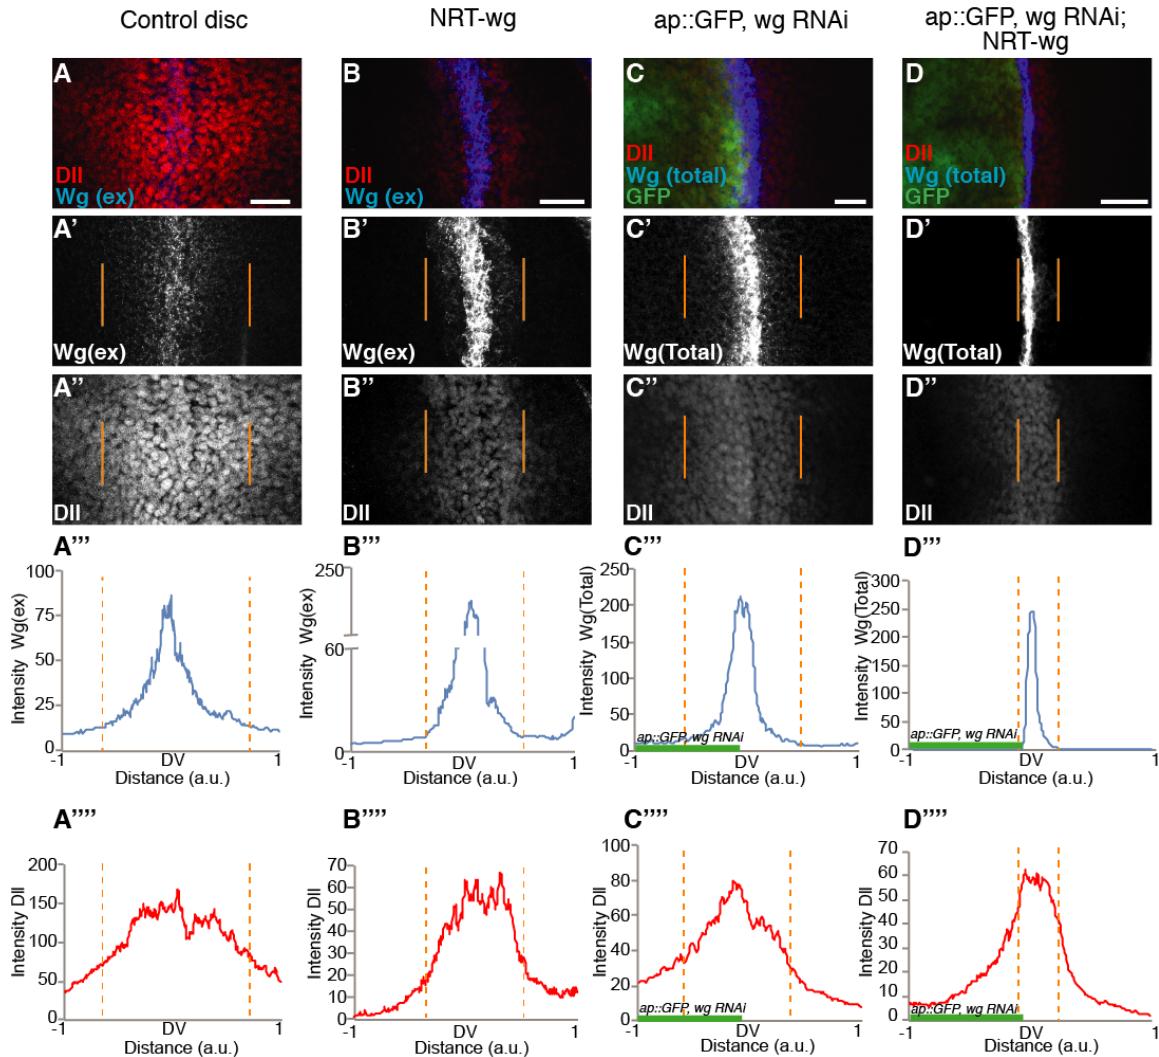 Control disc
NRT-wg
ap::GFP, wg RNAi
ap::GFP, wg RNAi;
NRT-wg
A
Dll
Wg (ex)
B
Dll
Wg (ex)
C
Dll
Wg (total)
GFP
D
Dll
Wg (total)
GFP
A’
Wg(ex)
B’
Wg(ex)
C’
Wg(Total)
D’
Wg(Total)
A’’
Dll
B’’
Dll
C’’
Dll
D’’
Dll
A’’’
Intensity Wg(ex)
100
75
50
25
0
-1 DV 1
Distance (a.u.)
B’’’
Intensity Wg(ex)
250
60
0
-1 DV 1
Distance (a.u.)
C’’’
Intensity Wg(Total)
250
200
150
100
50
0
ap::GFP, wg RNAi
-1 DV 1
Distance (a.u.)
D’’’
Intensity Wg(Total)
300
250
200
150
100
50
0
ap::GFP, wg RNAi
-1 DV 1
Distance (a.u.)
A’’’’
Intensity Dll
200
150
100
50
0
-1 DV 1
Distance (a.u.)
B’’’’
Intensity Dll
70
60
50
40
30
20
10
0
-1 DV 1
Distance (a.u.)
C’’’’
Intensity Dll
100
80
60
40
20
0
ap::GFP, wg RNAi
-1 DV 1
Distance (a.u.)
D’’’’
Intensity Dll
70
60
50
40
30
20
10
0
ap::GFP, wg RNAi
-1 DV 1
Distance (a.u.)